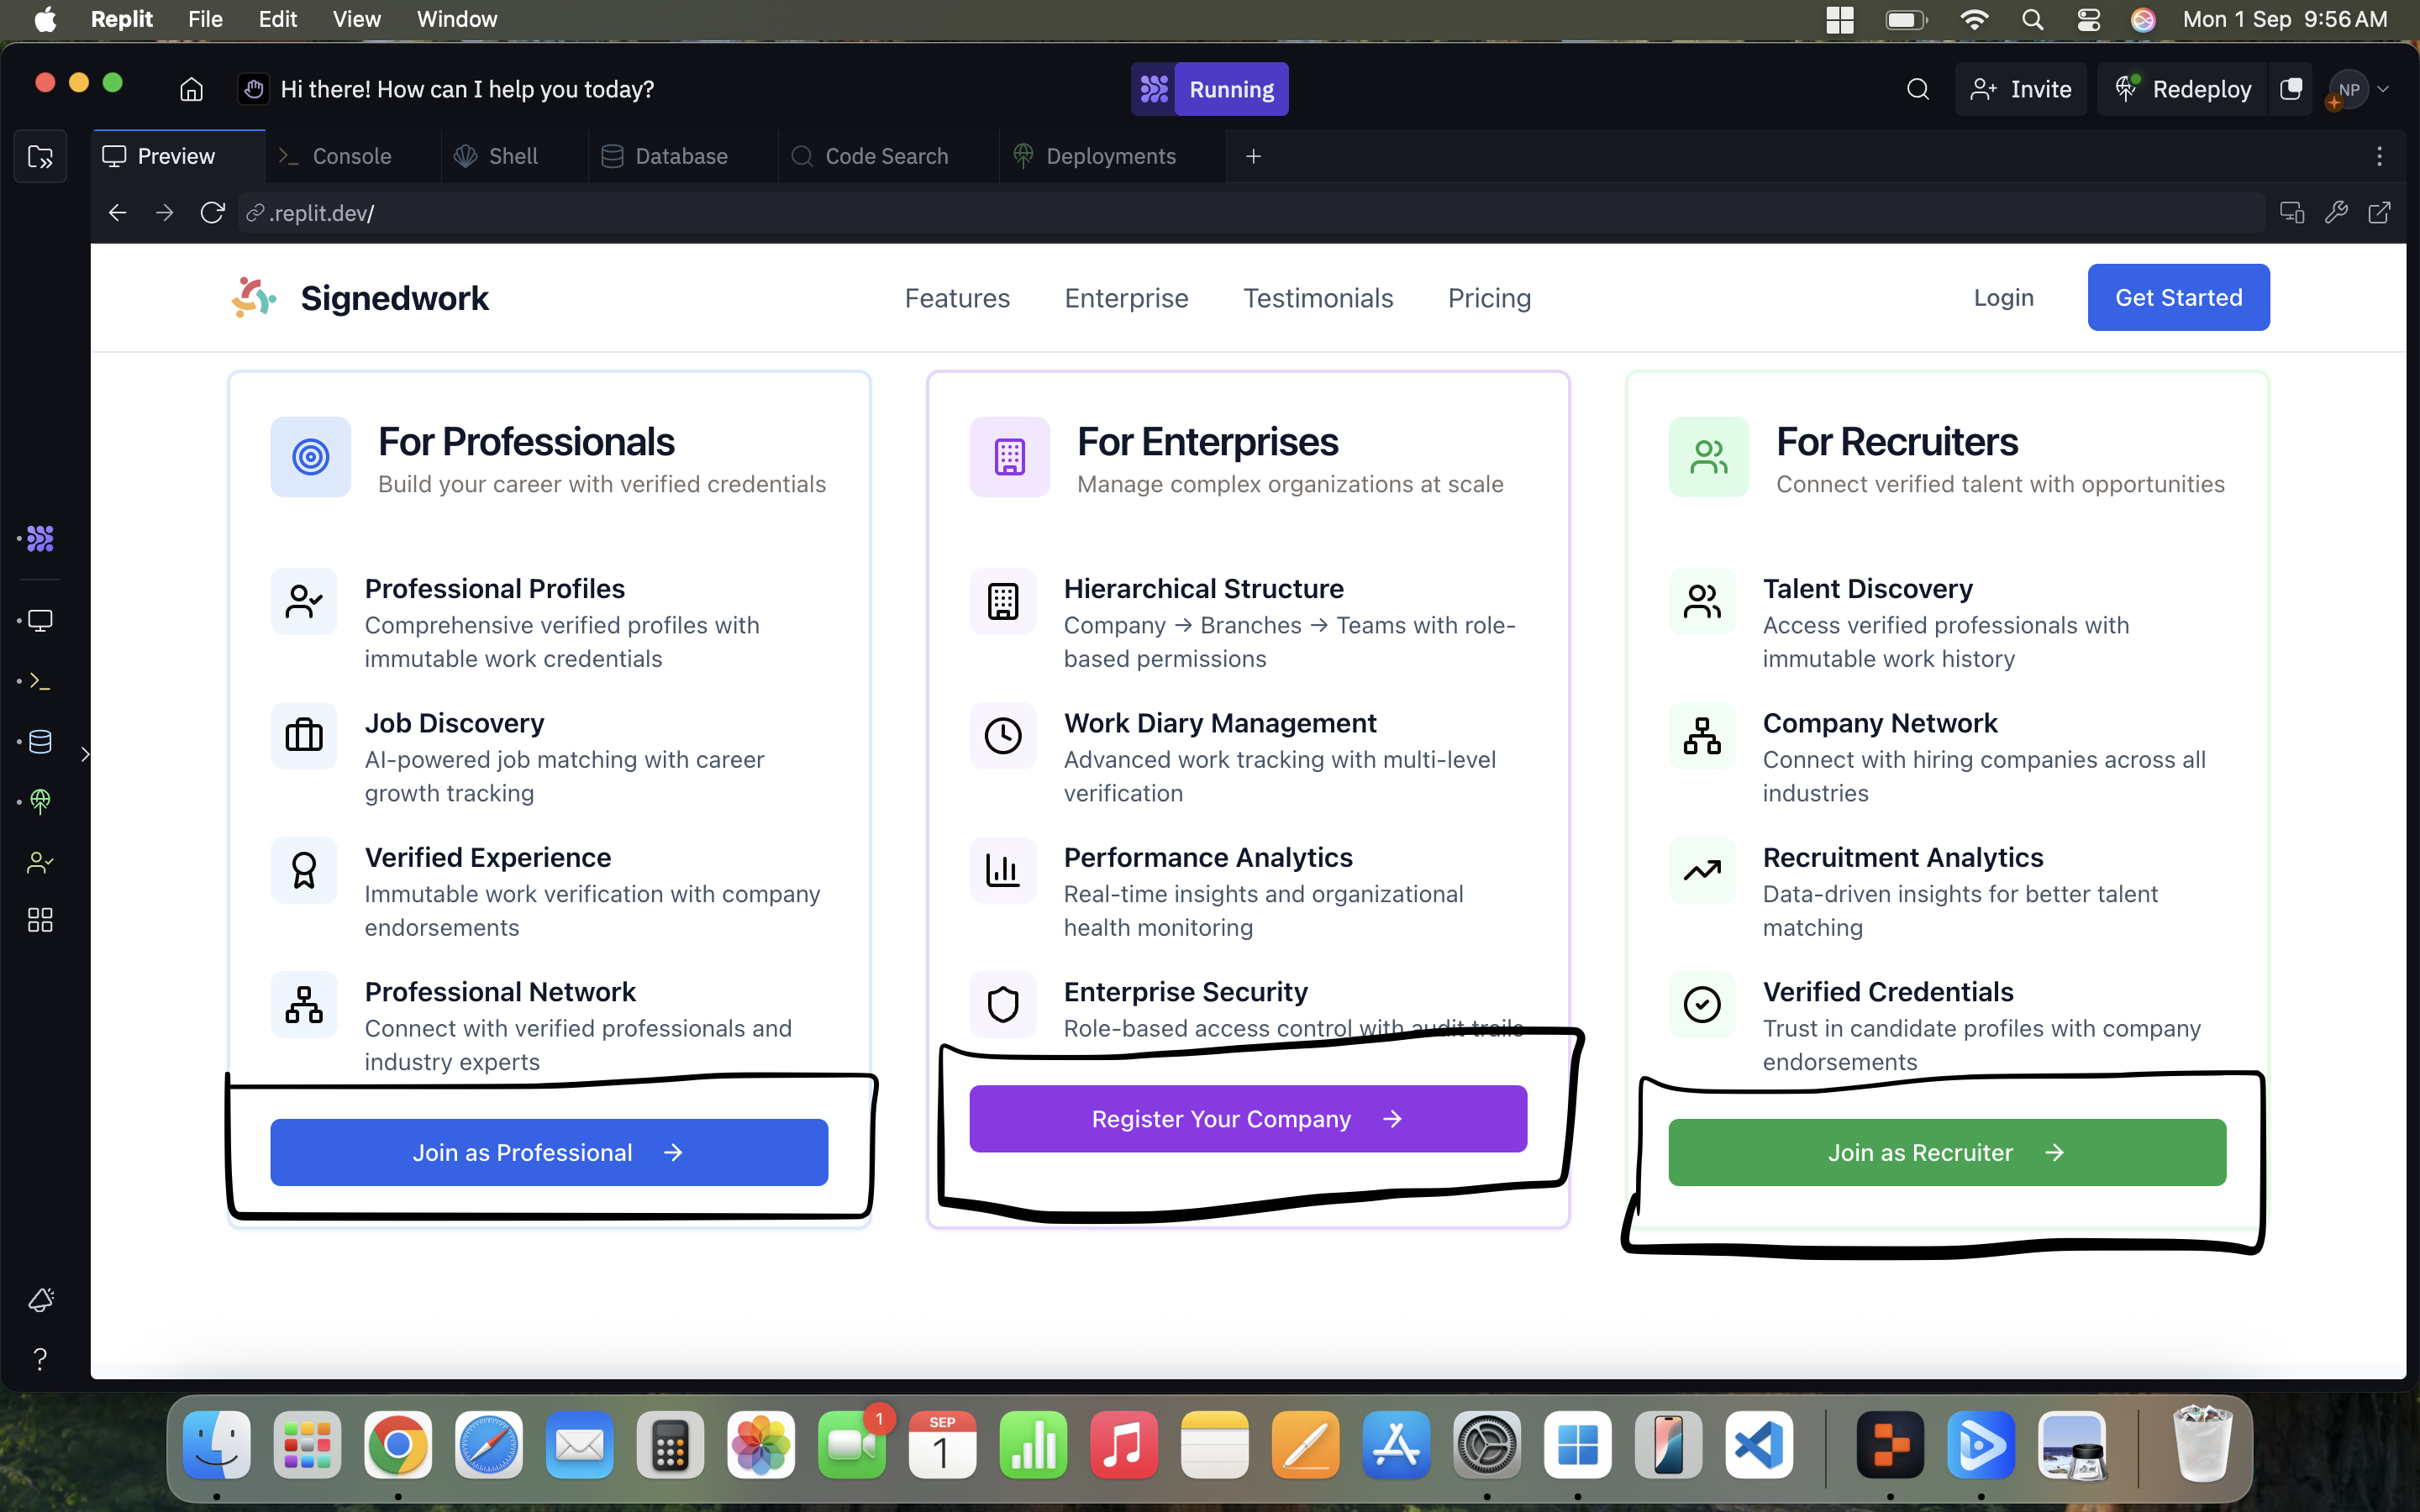 Replit File Edit View Window Mon 1 Sep 9:56 AM
Hi there! How can I help you today? Running Invite Redeploy NP
Preview Console Shell Database Code Search Deployments
.replit.dev/
Signedwork Features Enterprise Testimonials Pricing Login Get Started
For Professionals
Build your career with verified credentials
Professional Profiles
Comprehensive verified profiles with
immutable work credentials
Job Discovery
AI-powered job matching with career
growth tracking
Verified Experience
Immutable work verification with company
endorsements
Professional Network
Connect with verified professionals and
industry experts
Join as Professional →
For Enterprises
Manage complex organizations at scale
Hierarchical Structure
Company → Branches → Teams with role-
based permissions
Work Diary Management
Advanced work tracking with multi-level
verification
Performance Analytics
Real-time insights and organizational
health monitoring
Enterprise Security
Role-based access control with audit trails
Register Your Company →
For Recruiters
Connect verified talent with opportunities
Talent Discovery
Access verified professionals with
immutable work history
Company Network
Connect with hiring companies across all
industries
Recruitment Analytics
Data-driven insights for better talent
matching
Verified Credentials
Trust in candidate profiles with company
endorsements
Join as Recruiter →
1
SEP
1